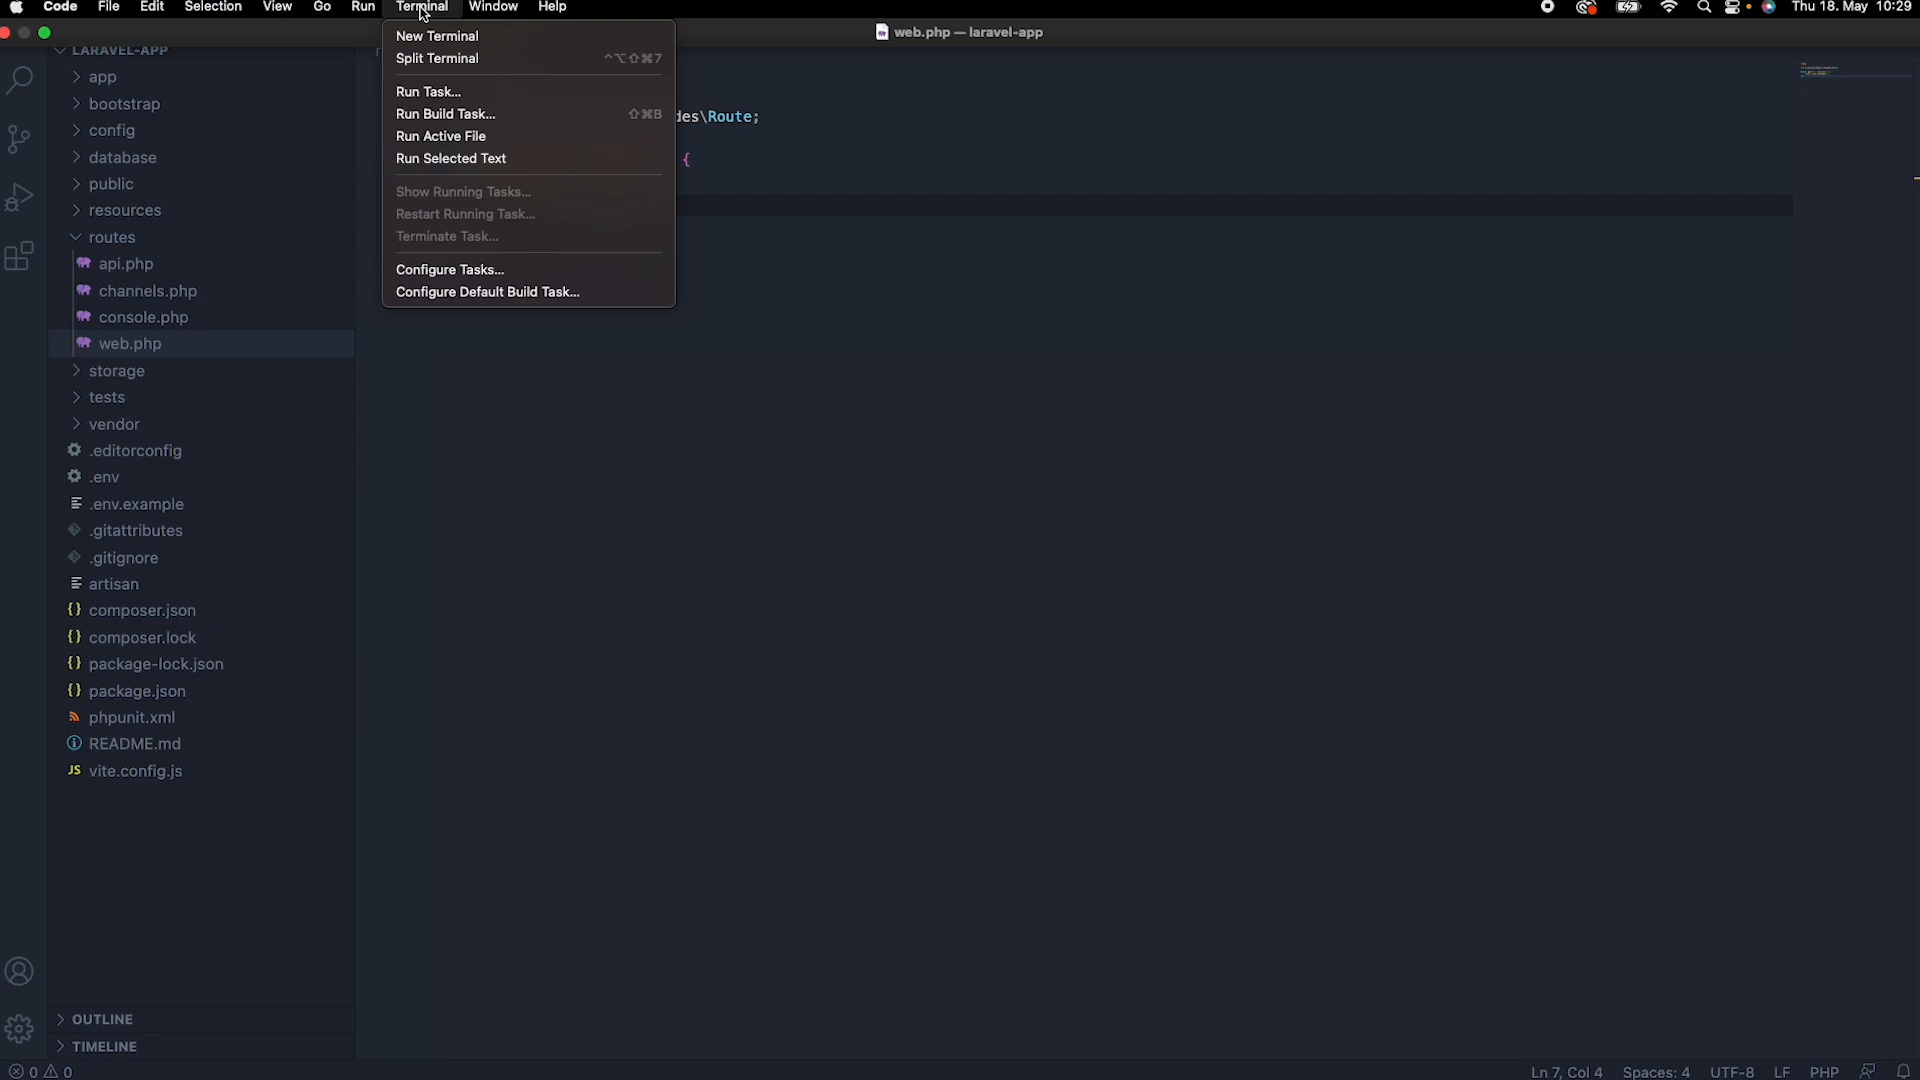 Code File Edit Selection View Go Run Terminal Window Help Thu 18. May 10:29
web.php — laravel-app
LARAVEL-APP
app
bootstrap
config
database
public
resources
routes
api.php
channels.php
console.php
web.php
storage
tests
vendor
.editorconfig
.env
.env.example
.gitattributes
.gitignore
artisan
composer.json
composer.lock
package-lock.json
package.json
phpunit.xml
README.md
JS vite.config.js
OUTLINE
TIMELINE
New Terminal
Split Terminal ^⌥⇧⌘7
Run Task...
Run Build Task... ⇧⌘B
Run Active File
Run Selected Text
Show Running Tasks...
Restart Running Task...
Terminate Task...
Configure Tasks...
Configure Default Build Task...
des\Route;
{
0 0 Ln 7, Col 4 Spaces: 4 UTF-8 LF PHP